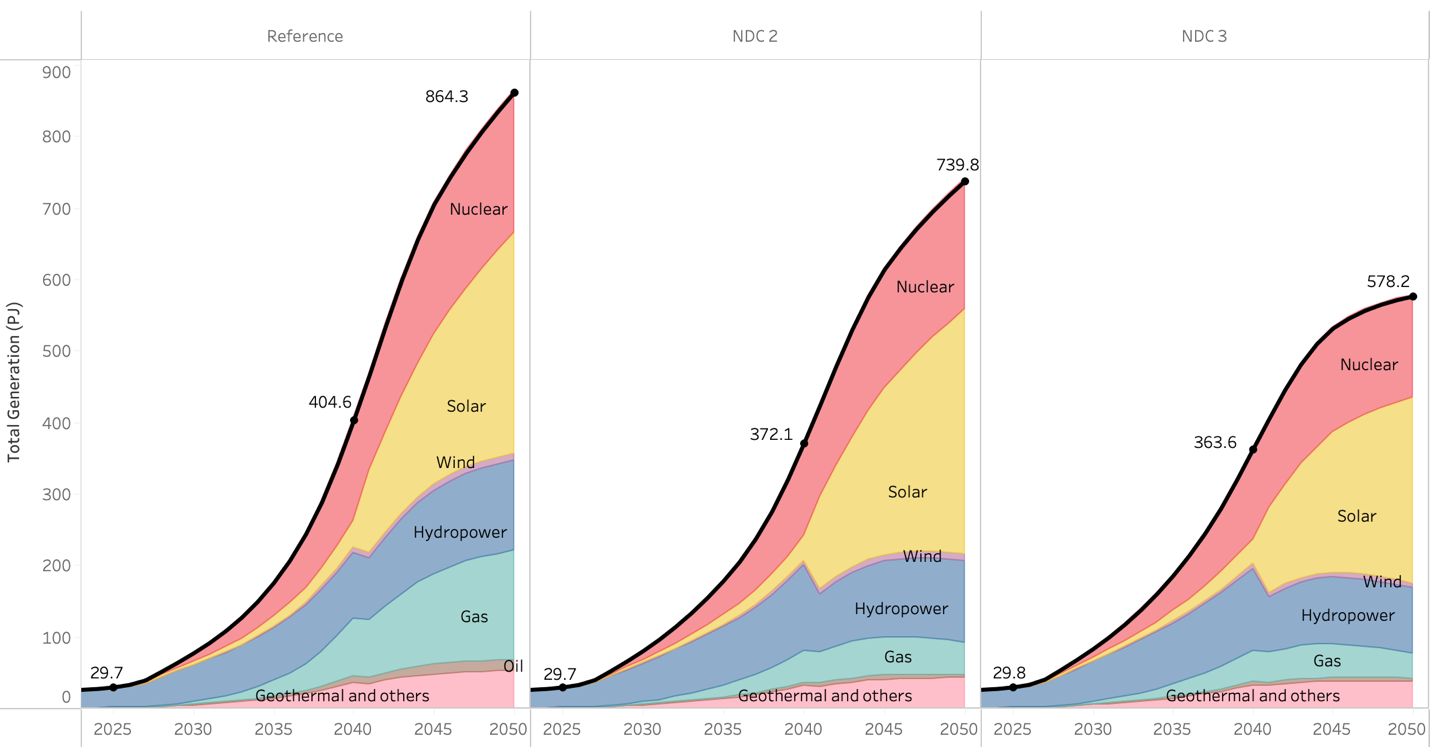 Reference
NDC 2
NDC 3
Total Generation (PJ)
900
800
700
600
500
400
300
200
100
0
864.3
404.6
29.7
Nuclear
Solar
Wind
Hydropower
Gas
Oil
Geothermal and others
739.8
372.1
29.7
Nuclear
Solar
Wind
Hydropower
Gas
Geothermal and others
578.2
363.6
29.8
Nuclear
Solar
Wind
Hydropower
Gas
Geothermal and others
2025 2030 2035 2040 2045 2050
2025 2030 2035 2040 2045 2050
2025 2030 2035 2040 2045 2050